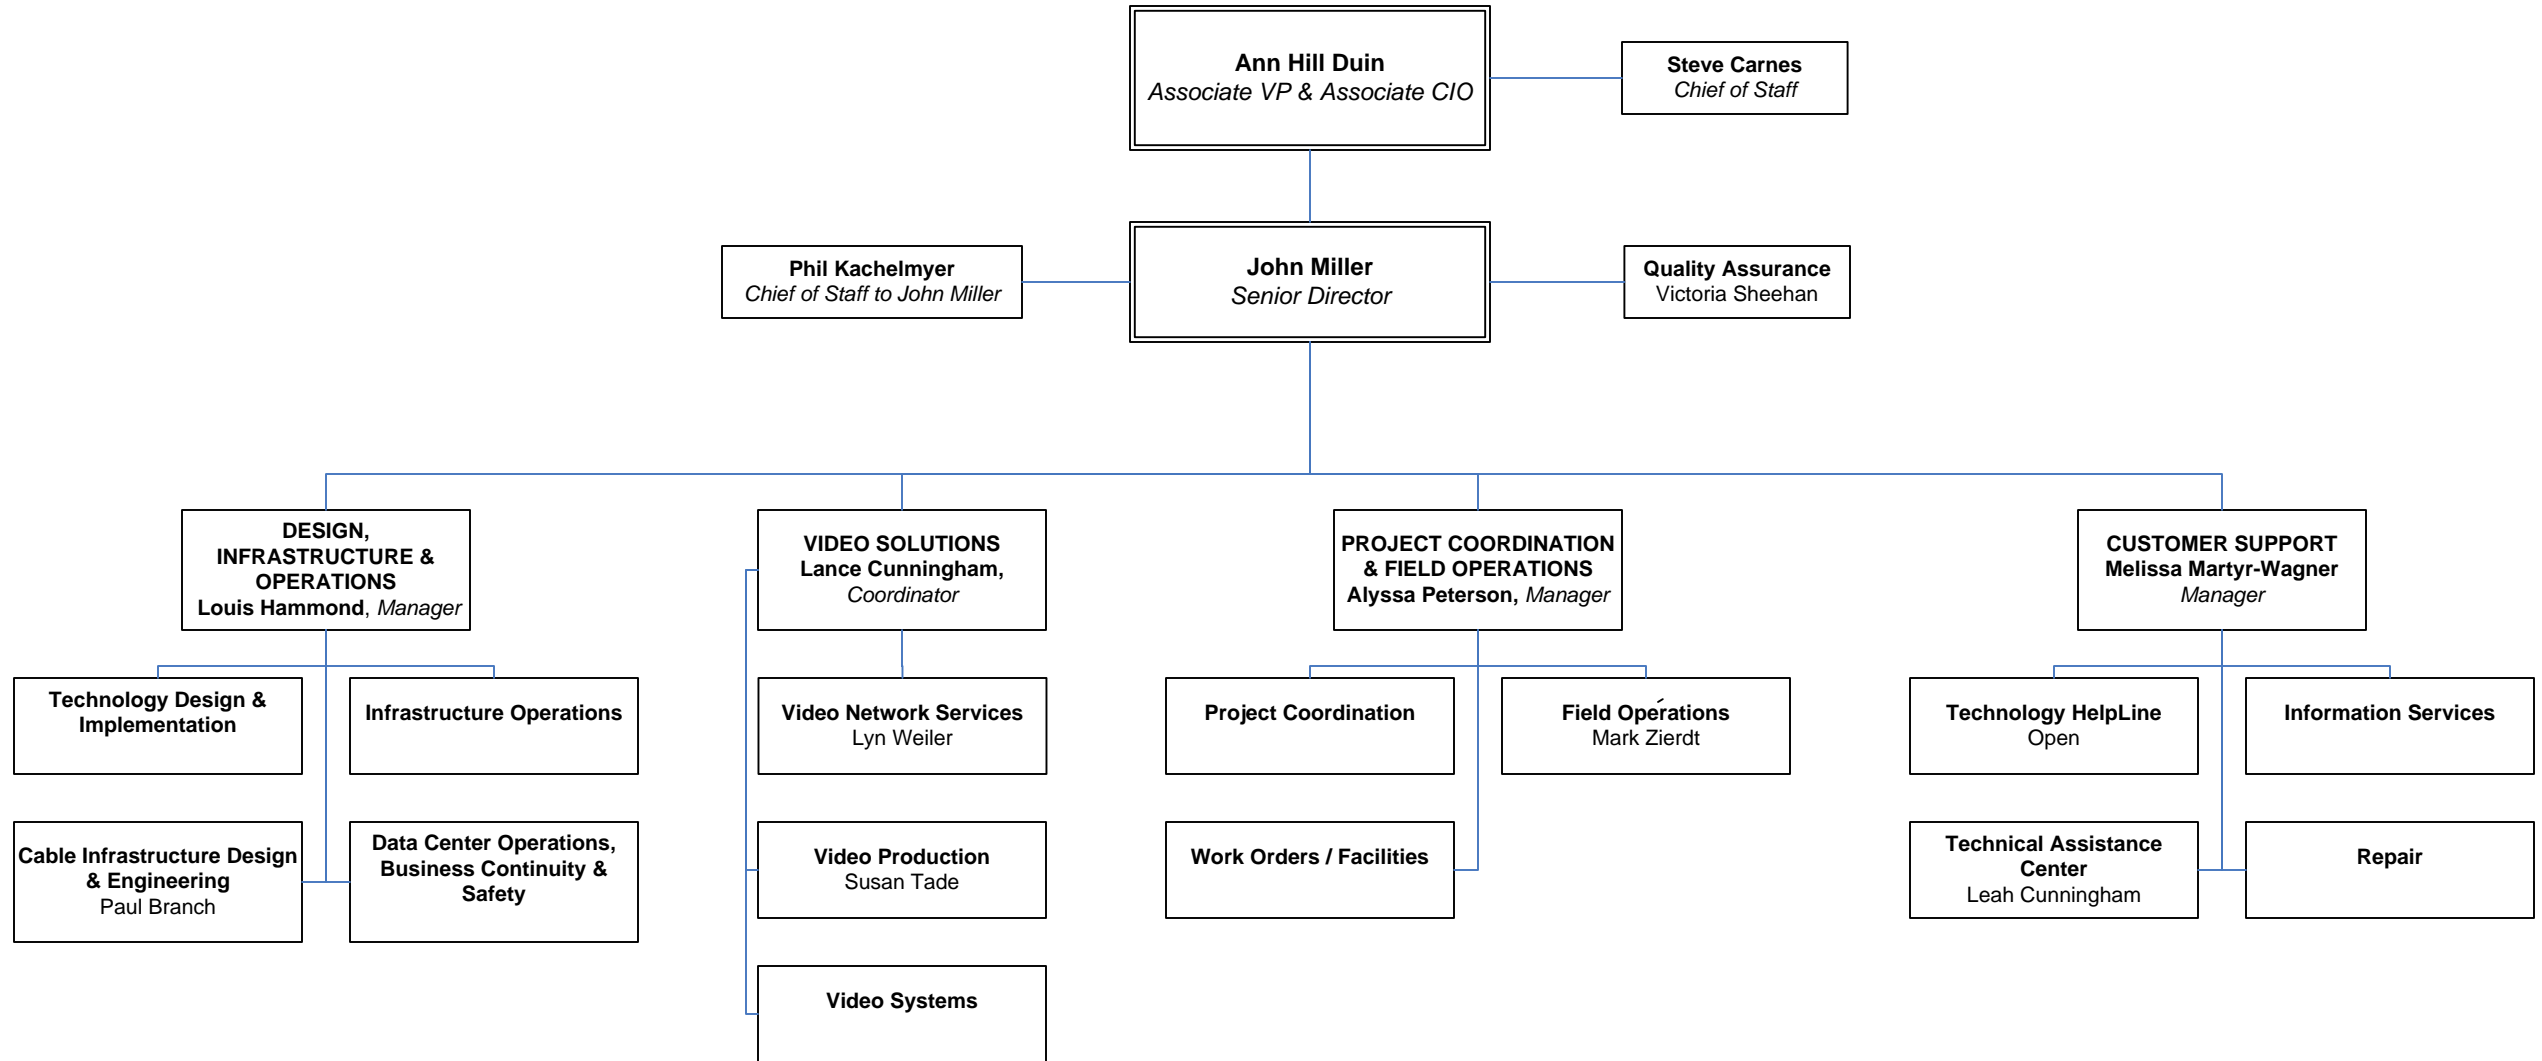 Ann Hill Duin
Associate VP & Associate CIO
Steve Carnes
Chief of Staff
Phil Kachelmyer
Chief of Staff to John Miller
John Miller
Senior Director
Quality Assurance
Victoria Sheehan
DESIGN,
INFRASTRUCTURE &
OPERATIONS
Louis Hammond, Manager
VIDEO SOLUTIONS
Lance Cunningham,
Coordinator
PROJECT COORDINATION
& FIELD OPERATIONS
Alyssa Peterson, Manager
CUSTOMER SUPPORT
Melissa Martyr-Wagner
Manager
Technology Design &
Implementation
Infrastructure Operations
Video Network Services
Lyn Weiler
Project Coordination
Field Operations
Mark Zierdt
Technology HelpLine
Open
Information Services
Cable Infrastructure Design
& Engineering
Paul Branch
Data Center Operations,
Business Continuity &
Safety
Video Production
Susan Tade
Work Orders / Facilities
Technical Assistance
Center
Leah Cunningham
Repair
Video Systems